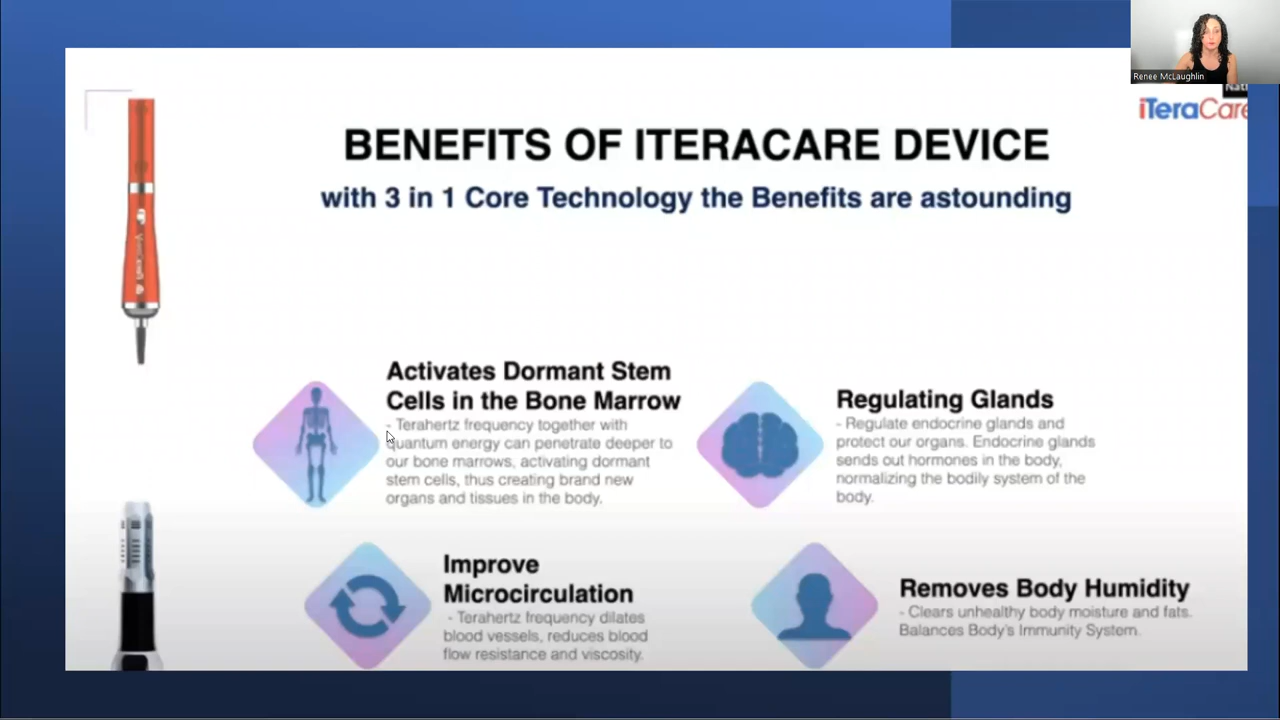 Renee McLaughlin
iTeraCare
BENEFITS OF ITERACARE DEVICE
with 3 in 1 Core Technology the Benefits are astounding
Activates Dormant Stem
Cells in the Bone Marrow
- Terahertz frequency together with
quantum energy can penetrate deeper to
our bone marrows, activating dormant
stem cells, thus creating brand new
organs and tissues in the body.
Regulating Glands
- Regulate endocrine glands and
protect our organs. Endocrine glands
sends out hormones in the body,
normalizing the bodily system of the
body.
Improve
Microcirculation
- Terahertz frequency dilates
blood vessels, reduces blood
flow resistance and viscosity.
Removes Body Humidity
- Clears unhealthy body moisture and fats.
Balances Body's Immunity System.